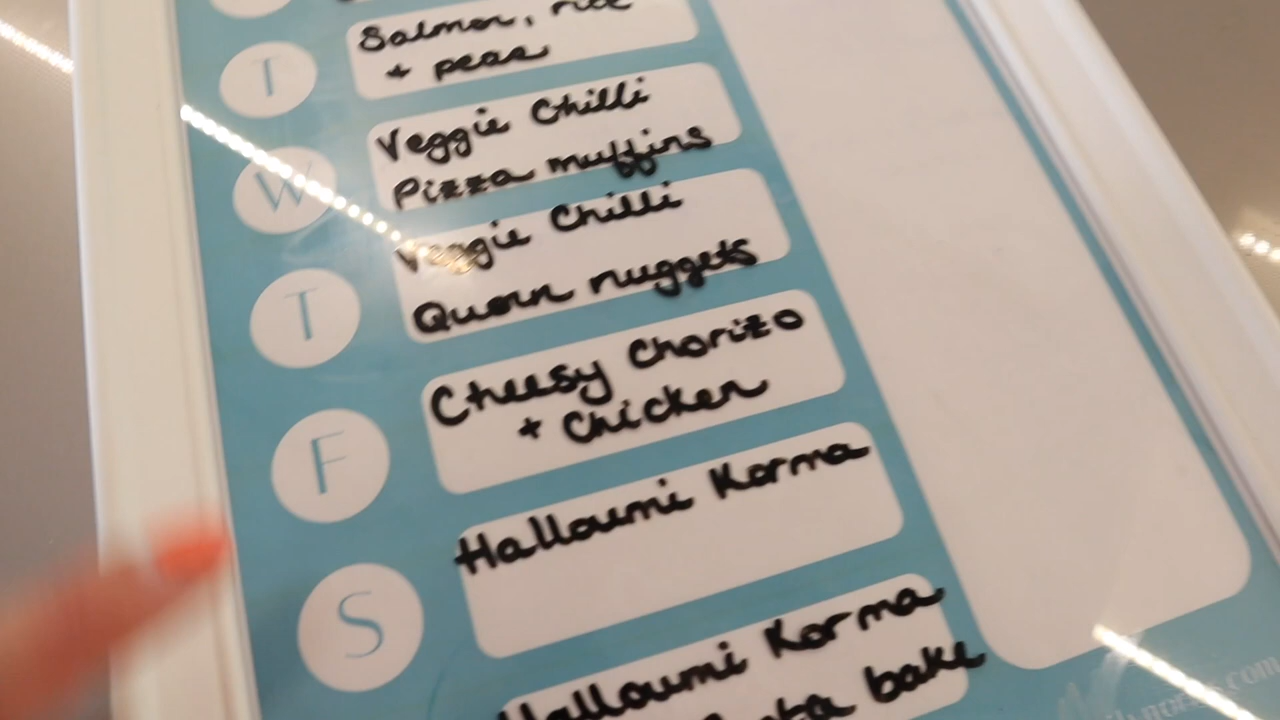 Salmon, rice
T
+ peas
Veggie Chilli
W
Pizza muffins
Veggie Chilli
T
Quorn nuggets
Cheesy Chorizo
F
+ Chicken
Halloumi Korma
S
Halloumi Korma
bake